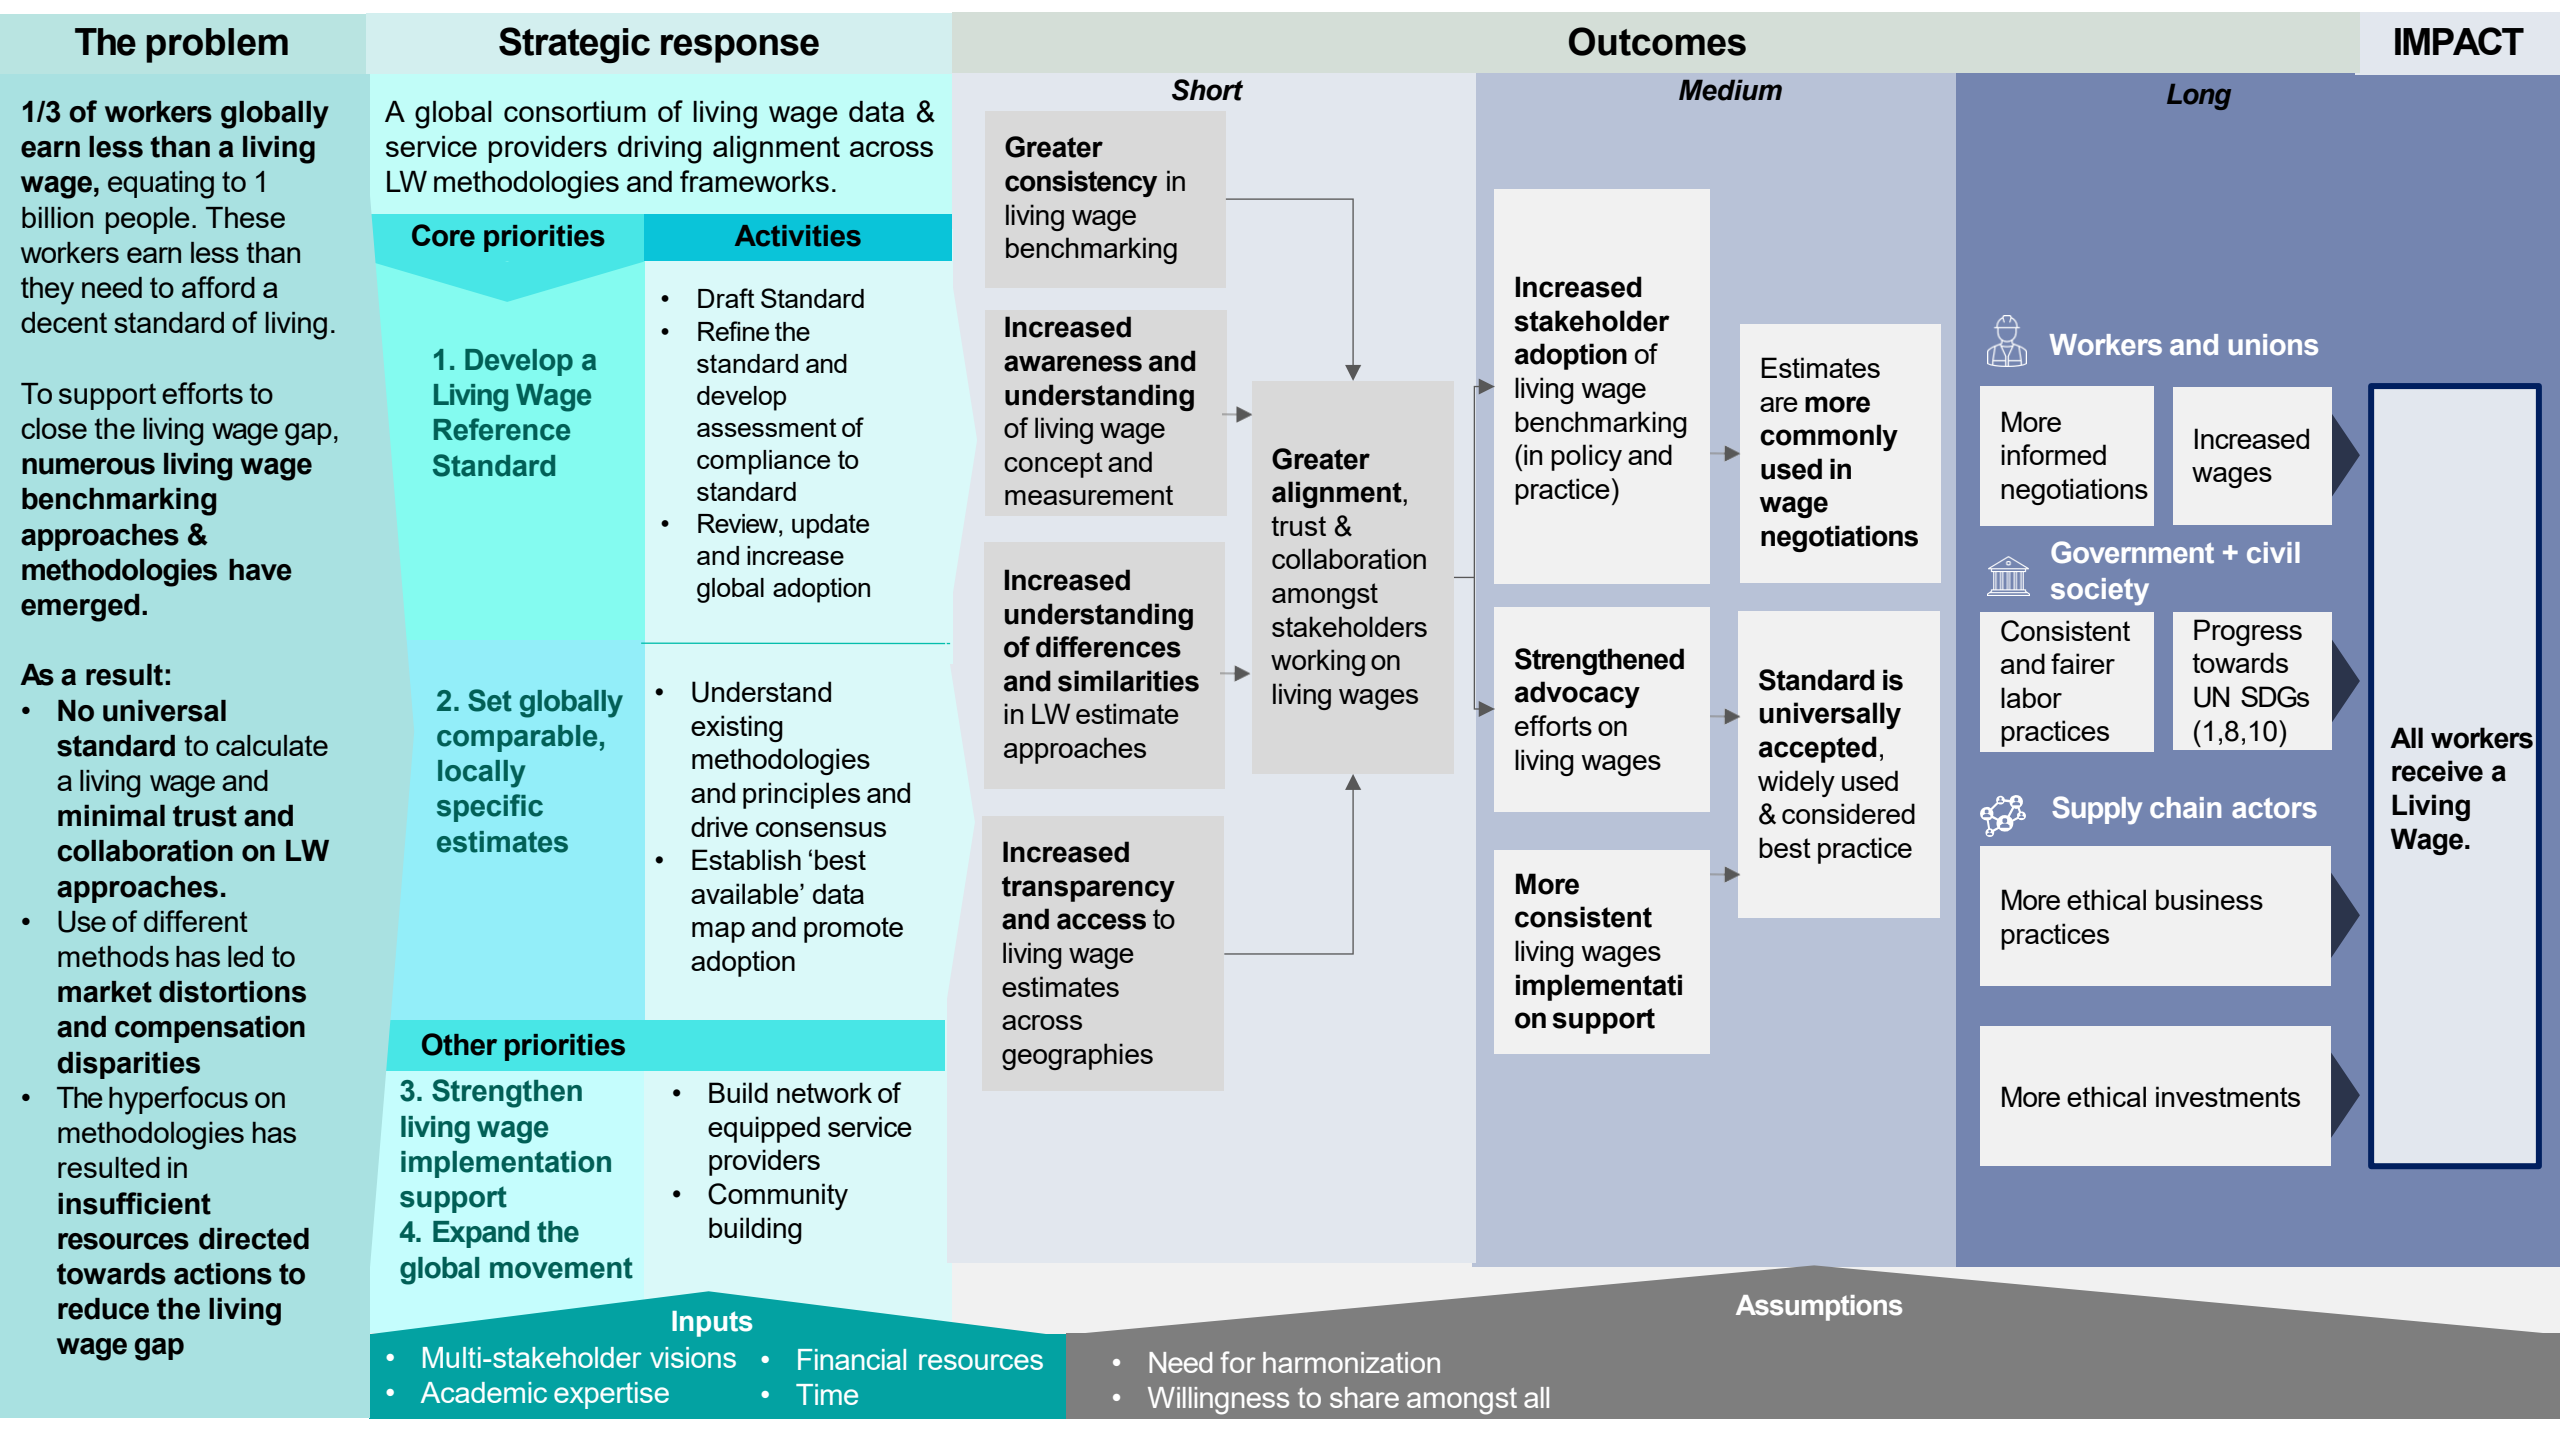 The problem
1/3 of workers globally
earn less than a living
wage, equating to 1
billion people. These
workers earn less than
they need to afford a
decent standard of living.
To support efforts to
close the living wage gap,
numerous living wage
benchmarking
approaches &
methodologies have
emerged.
As a result:
• No universal
standard to calculate
a living wage and
minimal trust and
collaboration on LW
approaches.
• Use of different
methods has led to
market distortions
and compensation
disparities
• The hyperfocus on
methodologies has
resulted in
insufficient
resources directed
towards actions to
reduce the living
wage gap
Strategic response
A global consortium of living wage data &
service providers driving alignment across
LW methodologies and frameworks.
Core priorities
Activities
1. Develop a
Living Wage
Reference
Standard
• Draft Standard
• Refine the
standard and
develop
assessment of
compliance to
standard
• Review, update
and increase
global adoption
2. Set globally
comparable,
locally
specific
estimates
• Understand
existing
methodologies
and principles and
drive consensus
• Establish ‘best
available’ data
map and promote
adoption
Other priorities
3. Strengthen
living wage
implementation
support
4. Expand the
global movement
• Build network of
equipped service
providers
• Community
building
Inputs
• Multi-stakeholder visions
• Academic expertise
• Financial resources
• Time
Outcomes
Short
Greater
consistency in
living wage
benchmarking
Increased
awareness and
understanding
of living wage
concept and
measurement
Increased
understanding
of differences
and similarities
in LW estimate
approaches
Increased
transparency
and access to
living wage
estimates
across
geographies
Greater
alignment,
trust &
collaboration
amongst
stakeholders
working on
living wages
Medium
Increased
stakeholder
adoption of
living wage
benchmarking
(in policy and
practice)
Strengthened
advocacy
efforts on
living wages
More
consistent
living wages
implementati
on support
Estimates
are more
commonly
used in
wage
negotiations
Standard is
universally
accepted,
widely used
& considered
best practice
Long
Workers and unions
More
informed
negotiations
Increased
wages
Government + civil
society
Consistent
and fairer
labor
practices
Progress
towards
UN SDGs
(1,8,10)
Supply chain actors
More ethical business
practices
More ethical investments
IMPACT
All workers
receive a
Living
Wage.
Assumptions
• Need for harmonization
• Willingness to share amongst all